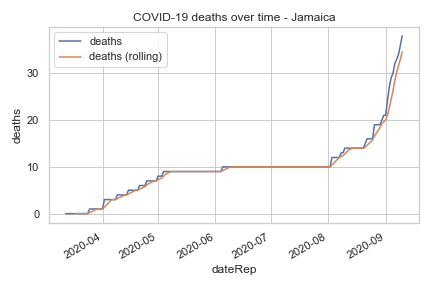 COVID-19 deaths over time - Jamaica
deaths
deaths (rolling)
deaths
30
20
10
0
2020-04
2020-05
2020-06
2020-07
2020-08
2020-09
dateRep